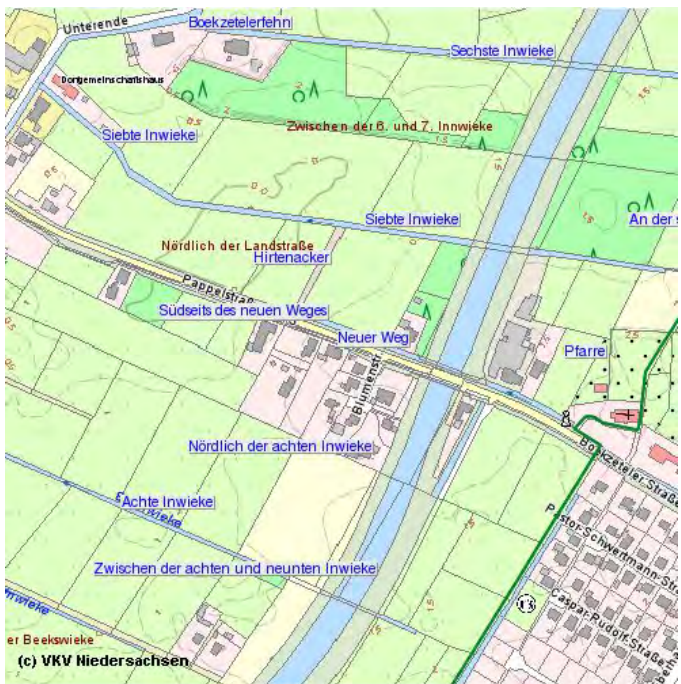 Unterende
Boekzetelerfehn
Sechste Inwieke
Dorfgemeinschaftshaus
Zwischen der 6. und 7. Innwieke
Siebte Inwieke
Siebte Inwieke
An der s
Nördlich der Landstraße
Hirtenacker
Pappelstraß
Südseits des neuen Weges
Neuer Weg
Pfarre
Blumenstr.
Nördlich der achten Inwieke
Boekzeteler Straße
Achte Inwieke
Pastor-Schwertmann-Str
Zwischen der achten und neunten Inwieke
Caspar-Rudolf-Straße
er Beekswieke
(c) VKV Niedersachsen